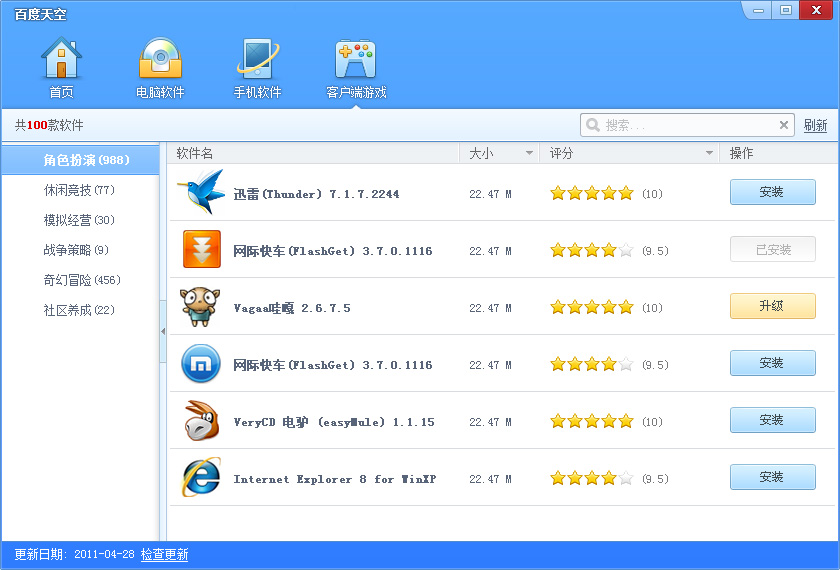 百度天空
首页 电脑软件 手机软件 客户端游戏
共100款软件 搜索... 刷新
角色扮演(988)
休闲竞技(77)
模拟经营(30)
战争策略(9)
奇幻冒险(456)
社区养成(22)
软件名 大小 评分 操作
迅雷(Thunder) 7.1.7.2244 22.47 M (10) 安装
网际快车(FlashGet) 3.7.0.1116 22.47 M (9.5) 已安装
Vagaa哇嘎 2.6.7.5 22.47 M (10) 升级
网际快车(FlashGet) 3.7.0.1116 22.47 M (9.5) 安装
VeryCD 电驴 (easyMule) 1.1.15 22.47 M (10) 安装
Internet Explorer 8 for WinXP 22.47 M (9.5) 安装
更新日期: 2011-04-28 检查更新